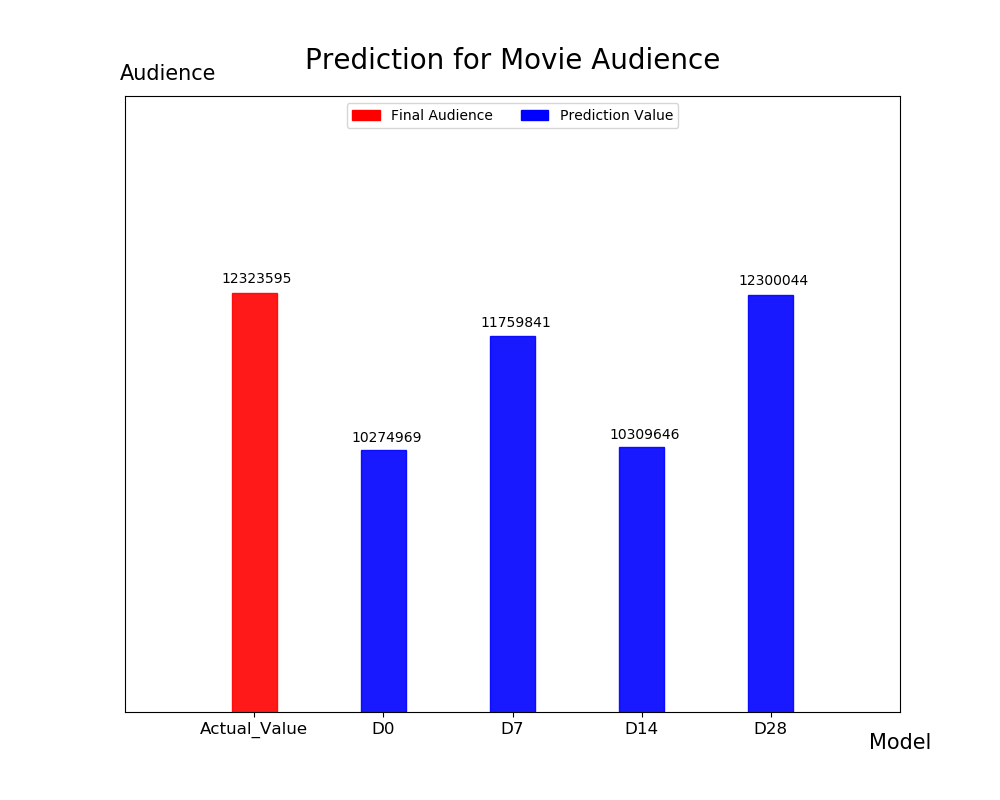 Prediction for Movie Audience
Audience
Final Audience Prediction Value
12323595
10274969
11759841
10309646
12300044
Actual_Value D0 D7 D14 D28
Model